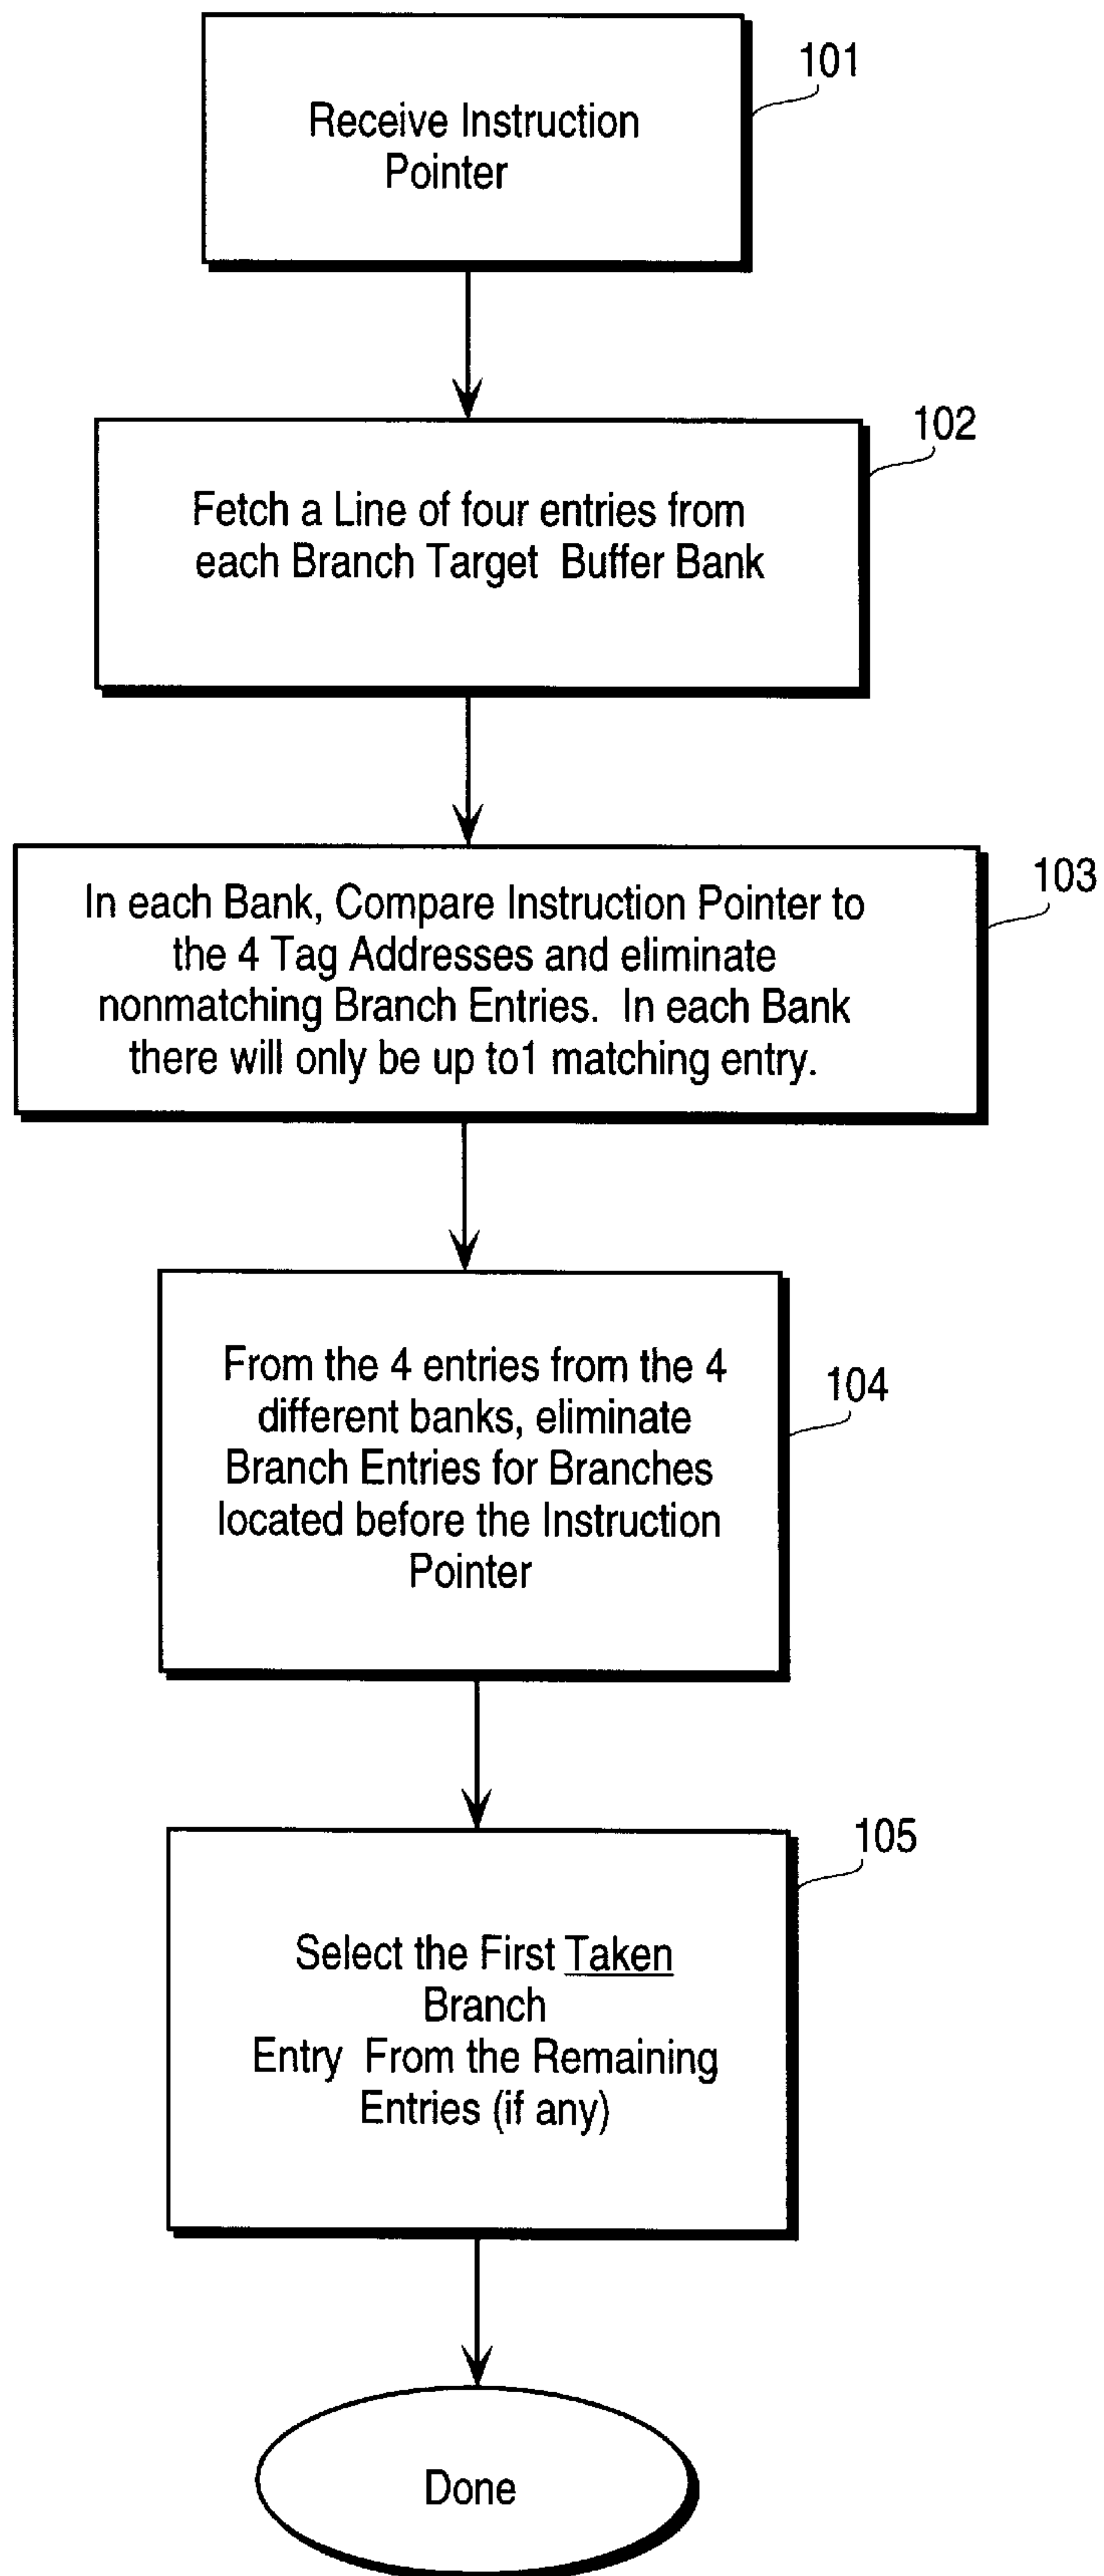 101
Receive Instruction
Pointer
102
Fetch a Line of four entries from
each Branch Target Buffer Bank
103
In each Bank, Compare Instruction Pointer to
the 4 Tag Addresses and eliminate
nonmatching Branch Entries. In each Bank
there will only be up to1 matching entry.
104
From the 4 entries from the 4
different banks, eliminate
Branch Entries for Branches
located before the Instruction
Pointer
105
Select the First Taken
Branch
Entry From the Remaining
Entries (if any)
Done